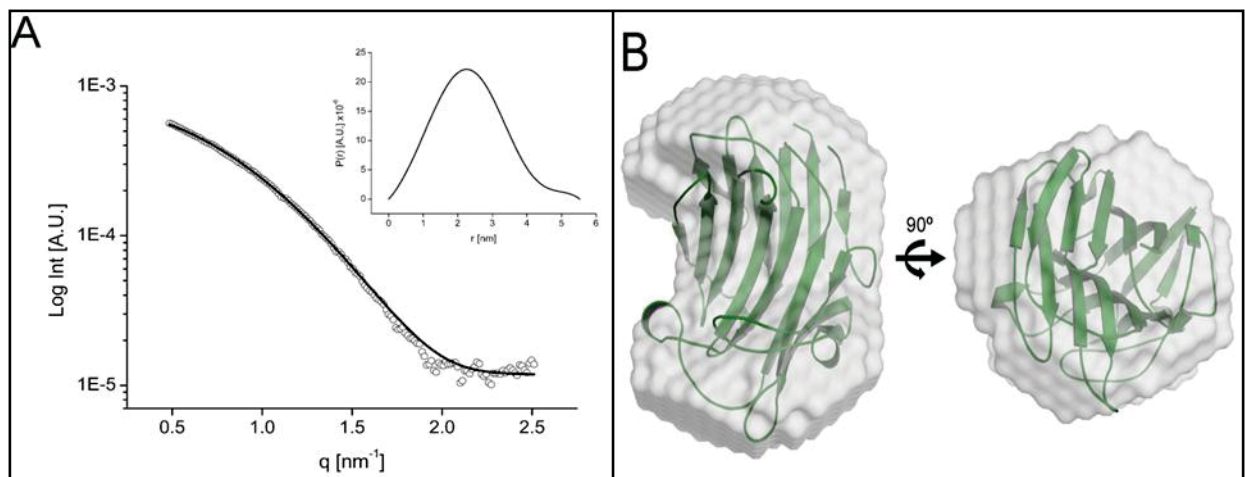 A
1E-3
1E-4
1E-5
Log Int [A.U.]
0.5 1.0 1.5 2.0 2.5
q [nm⁻¹]
25
20
15
10
5
0
P(r) [A.U.] x10⁻⁶
0 1 2 3 4 5 6
r [nm]
B
90º